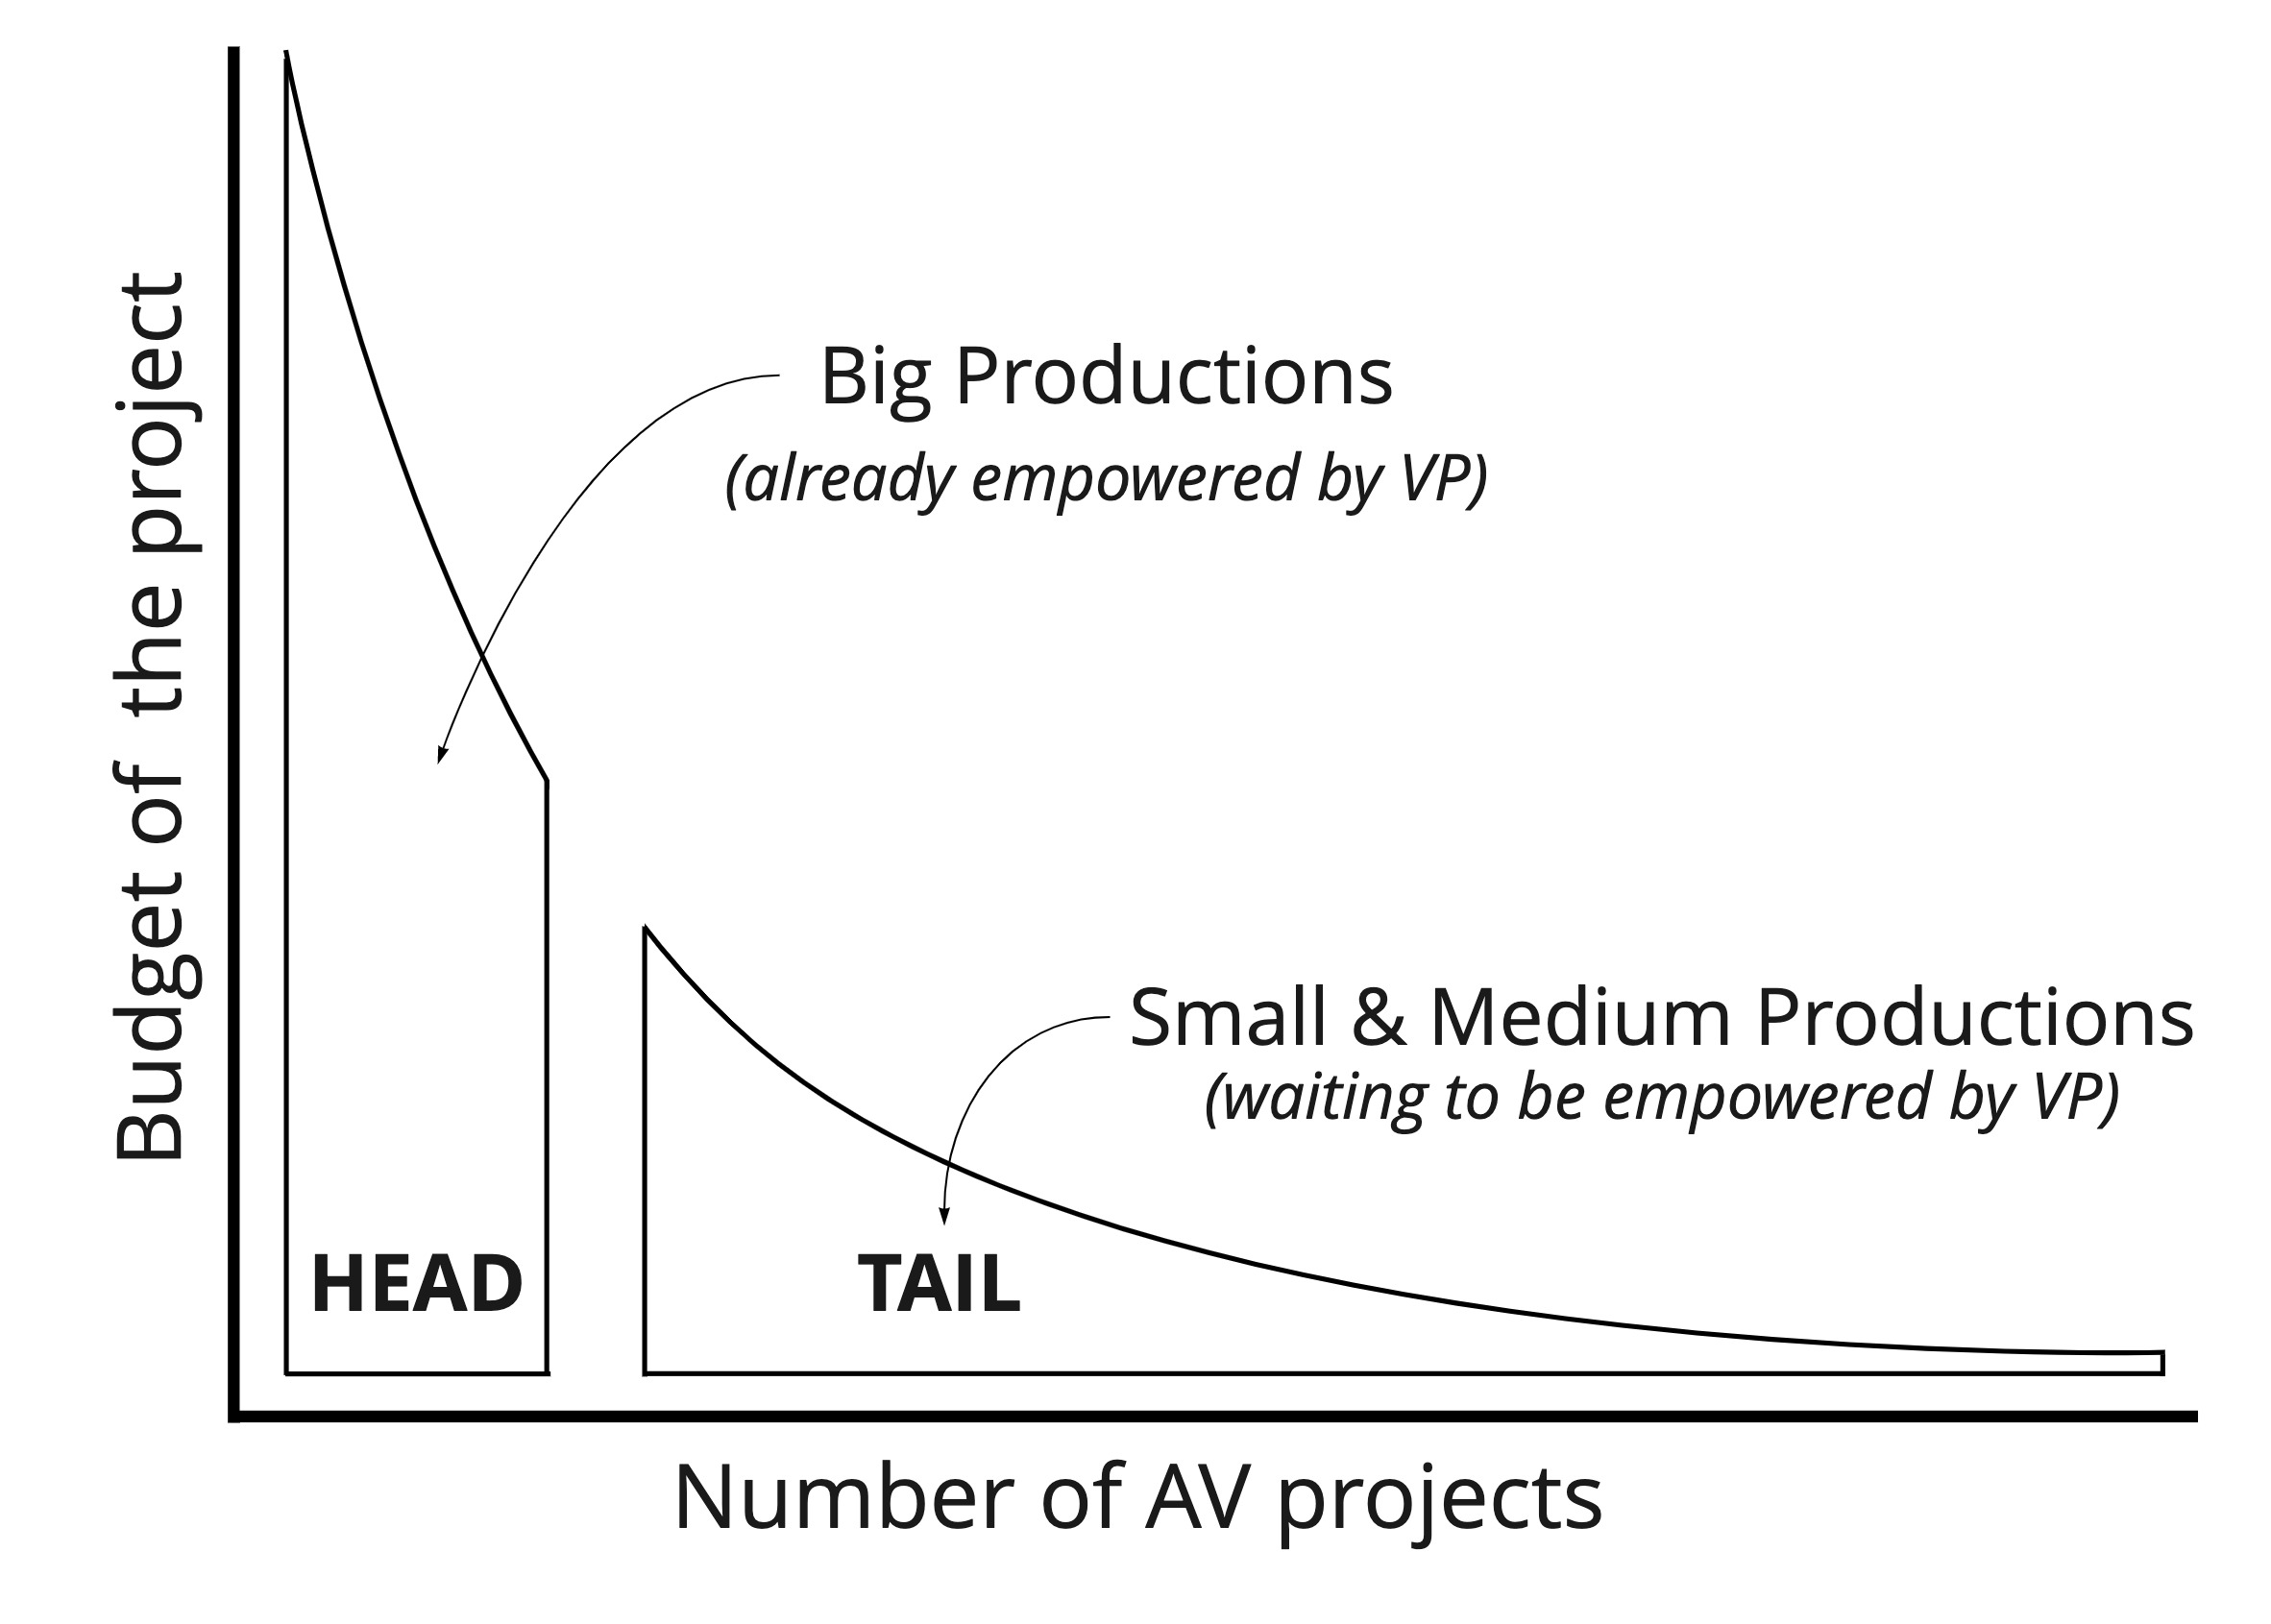 Budget of the project
Big Productions
(already empowered by VP)
Small & Medium Productions
(waiting to be empowered by VP)
HEAD
TAIL
Number of AV projects